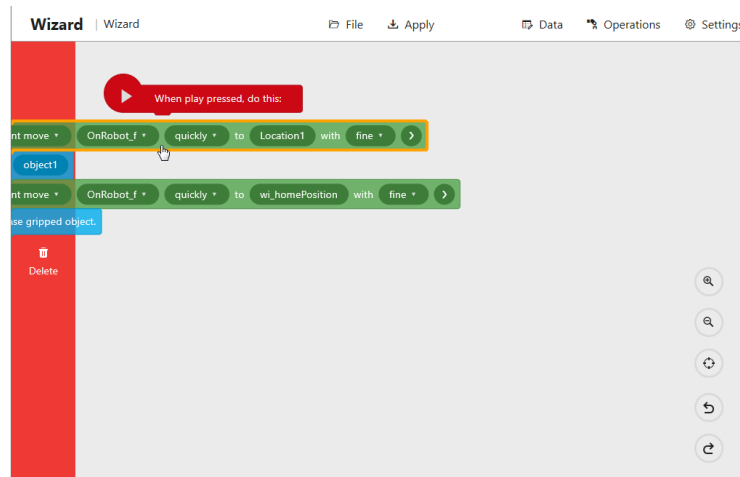 Wizard | Wizard File Apply Data Operations Settings
When play pressed, do this:
nt move OnRobot_f quickly to Location1 with fine
object1
nt move OnRobot_f quickly to wi_homePosition with fine
se gripped object.
Delete